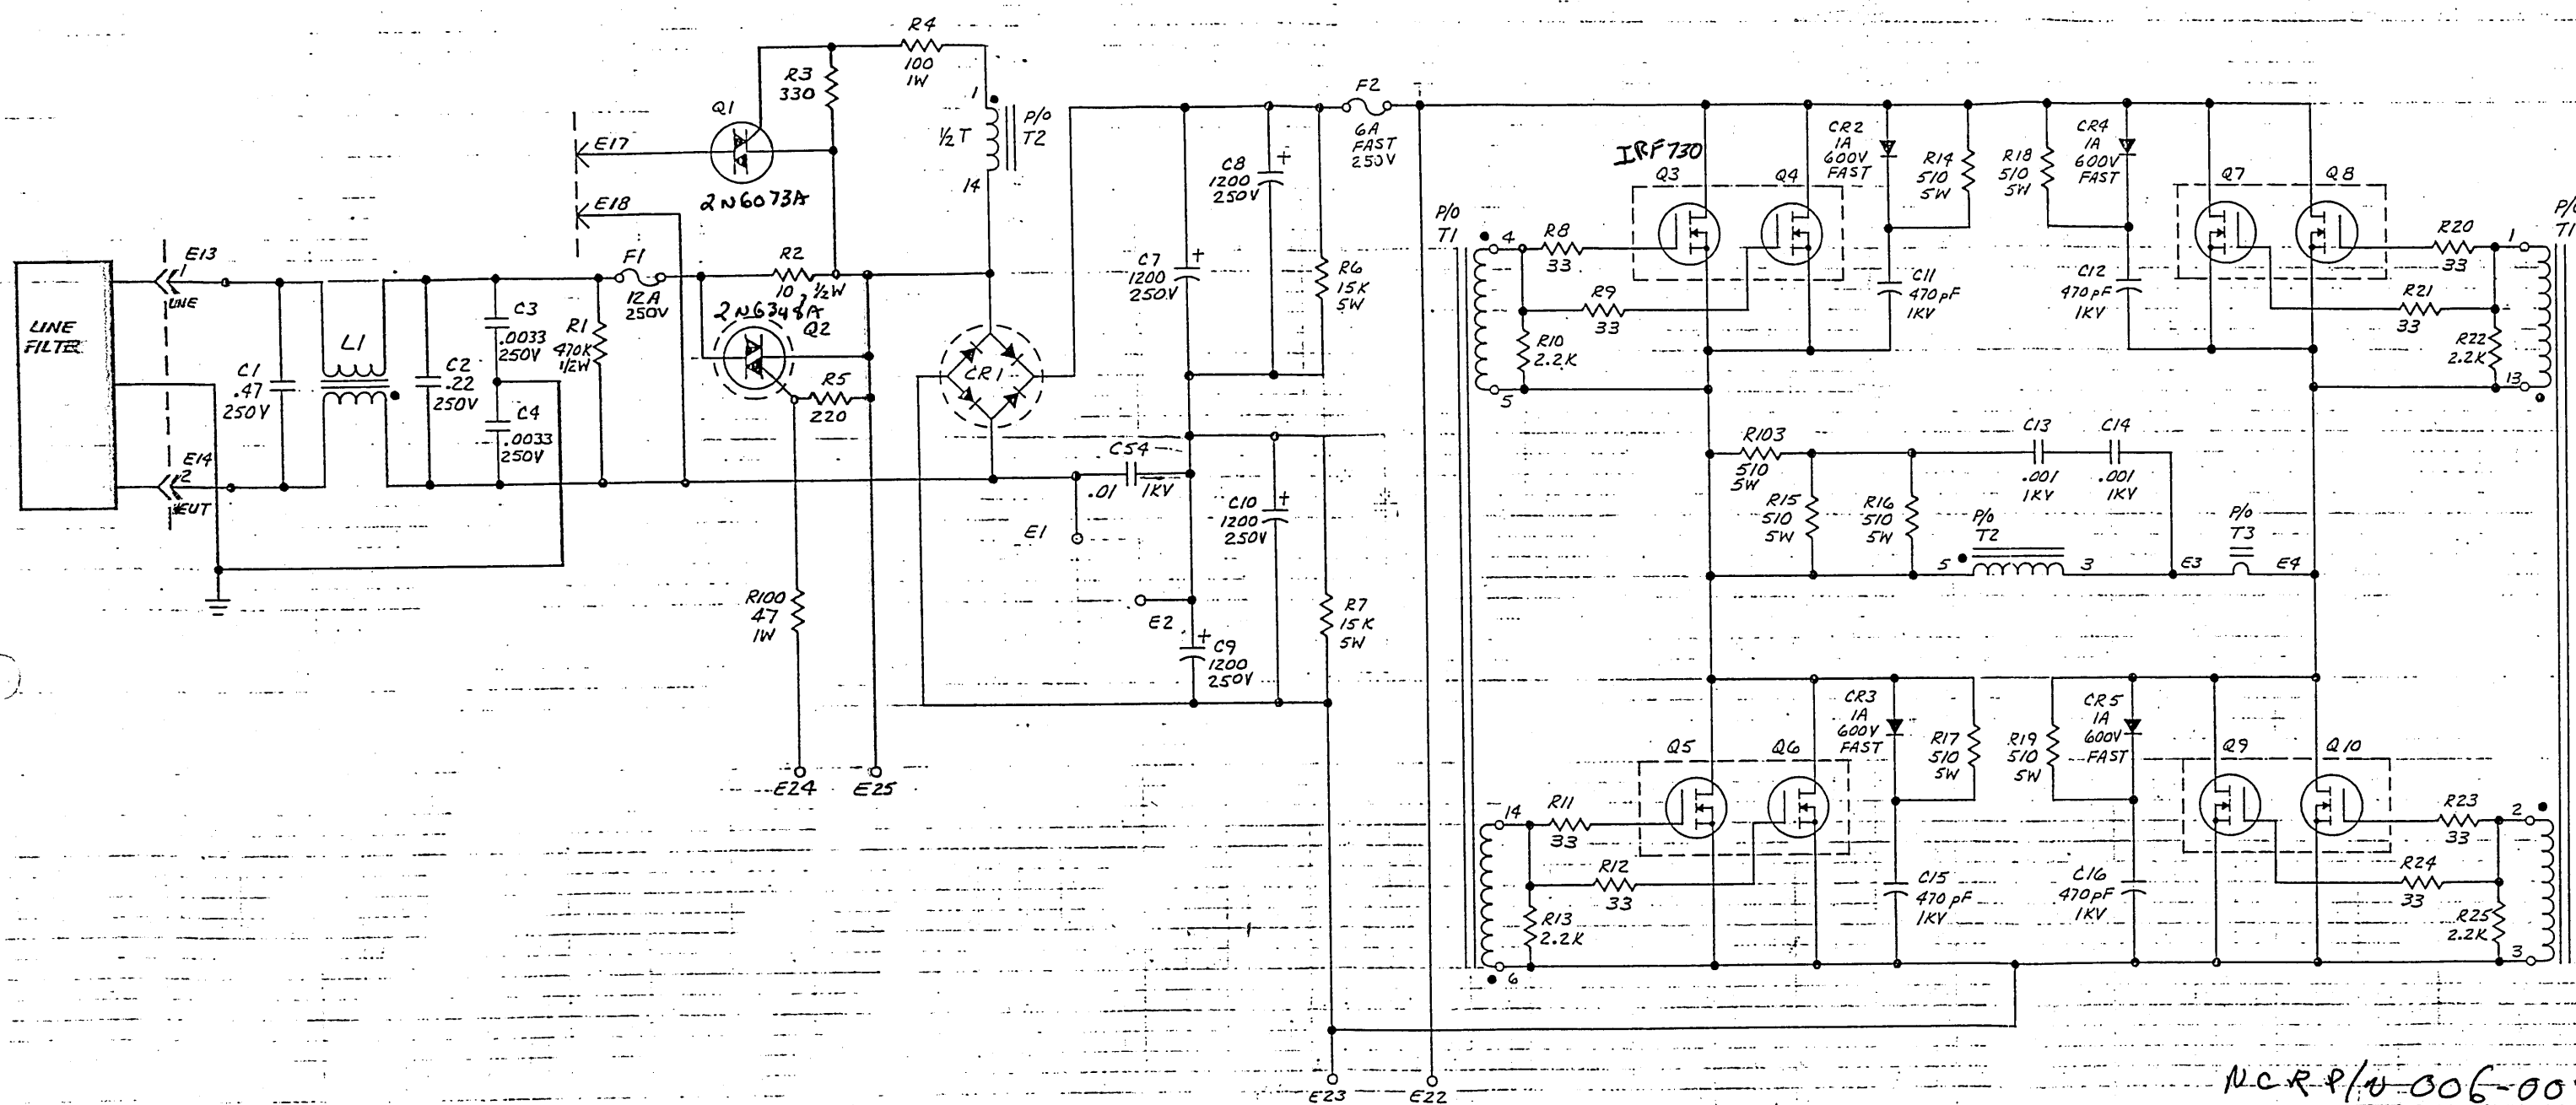 LINE
FILTER
E13
1
LINE
E14
2
C1
.47
250V
L1
C2
.22
250V
C3
.0033
250V
C4
.0033
250V
R1
470K
1/2W
F1
12A
250V
E17
E18
Q1
2N6073A
R3
330
R4
100
1W
1
½T
P/O
T2
14
R2
10
½W
2N6348A
Q2
R5
220
R100
47
1W
E24
E25
CR1
C54
.01
1KV
E1
E2
C7
1200
250V
C8
1200
250V
C9
1200
250V
C10
1200
250V
R6
15K
5W
R7
15K
5W
F2
6A
FAST
250V
E23
E22
P/O
T1
4
5
14
6
R8
33
R9
33
R10
2.2K
IRF730
Q3
Q4
CR2
1A
600V
FAST
R14
510
5W
C11
470pF
1KV
R18
510
5W
CR4
1A
600V
FAST
C12
470pF
1KV
Q7
Q8
R20
33
R21
33
R22
2.2K
1
13
R103
510
5W
R15
510
5W
R16
510
5W
C13
.001
1KV
C14
.001
1KV
P/O
T2
5
3
P/O
T3
E3
E4
R11
33
R12
33
R13
2.2K
Q5
Q6
CR3
1A
600V
FAST
R17
510
5W
C15
470pF
1KV
R19
510
5W
CR5
1A
600V
FAST
C16
470pF
1KV
Q9
Q10
R23
33
R24
33
R25
2.2K
2
3
NCR P/N 006-00